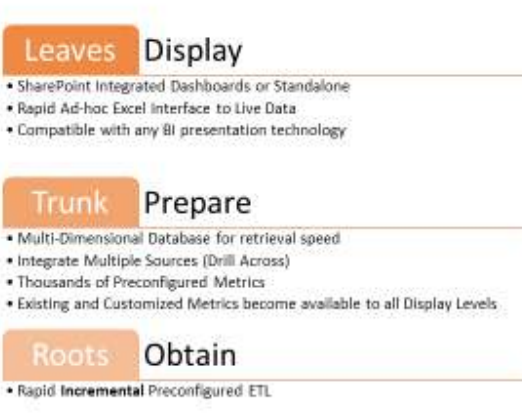 Leaves Display
• SharePoint Integrated Dashboards or Standalone
• Rapid Ad-hoc Excel Interface to Live Data
• Compatible with any BI presentation technology
Trunk Prepare
• Multi-Dimensional Database for retrieval speed
• Integrate Multiple Sources (Drill Across)
• Thousands of Preconfigured Metrics
• Existing and Customized Metrics become available to all Display Levels
Roots Obtain
• Rapid Incremental Preconfigured ETL